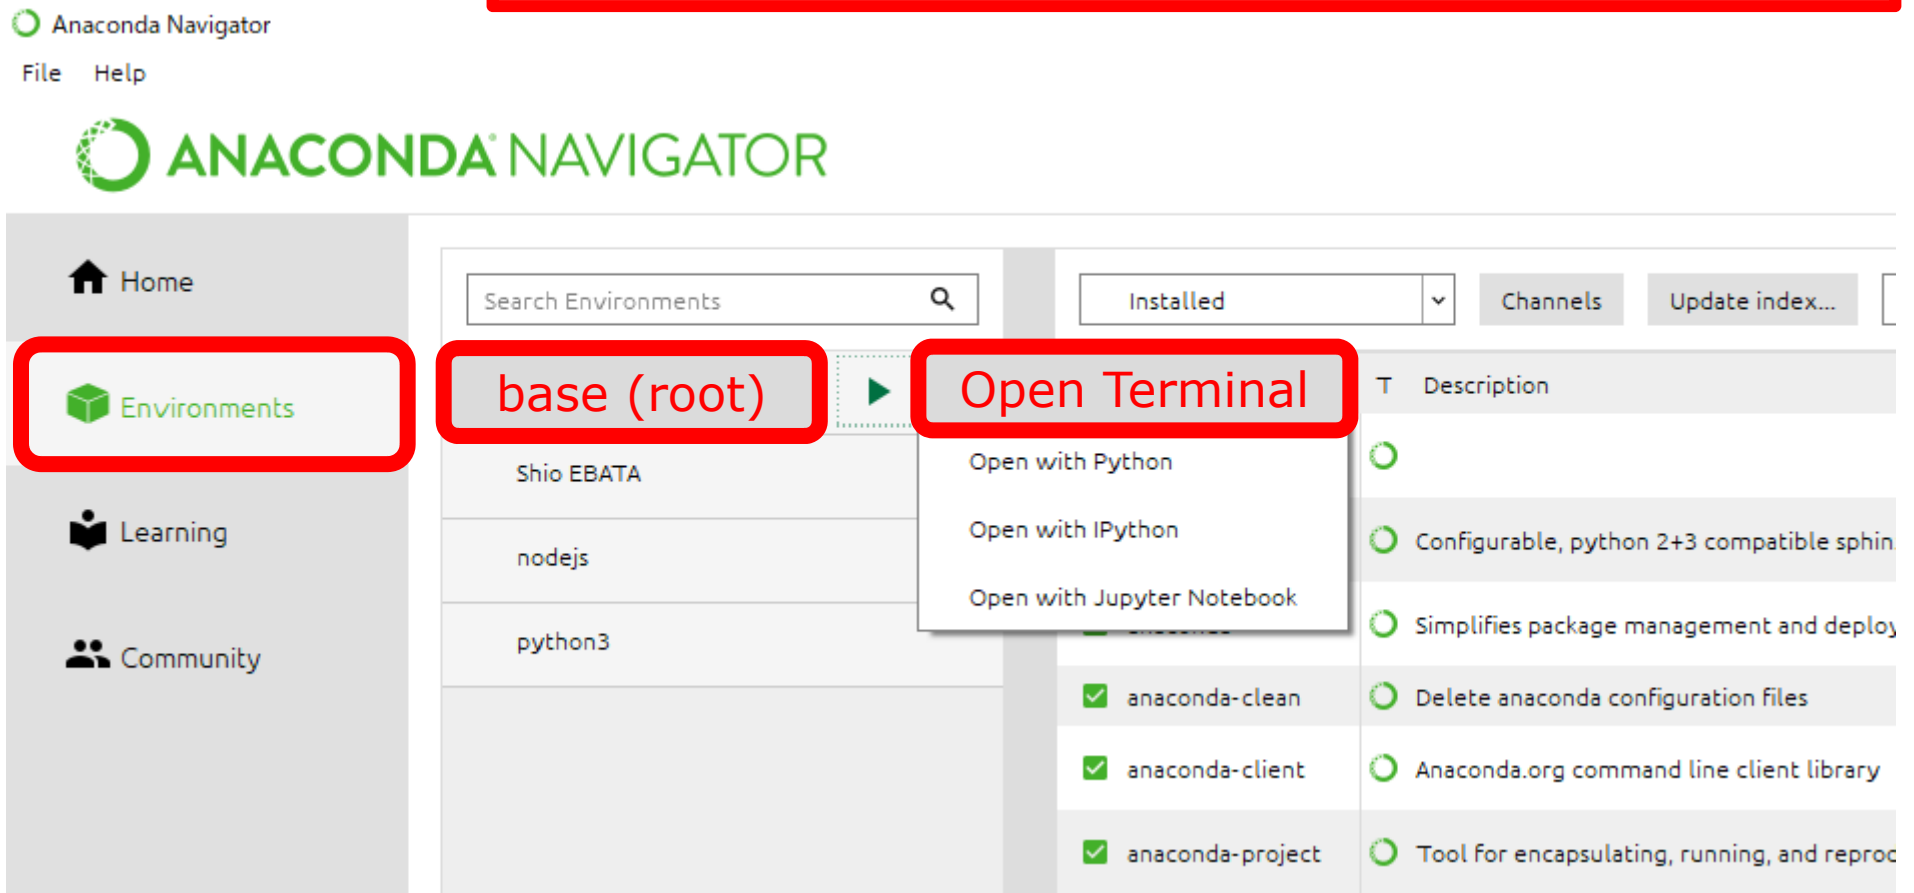 Anaconda Navigator
File Help
ANACONDA NAVIGATOR
Home
Environments
Learning
Community
Search Environments
base (root)
Shio EBATA
nodejs
python3
Open Terminal
Open with Python
Open with IPython
Open with Jupyter Notebook
Installed
Channels
Update index...
T Description
Configurable, python 2+3 compatible sphin
Simplifies package management and deploy
anaconda-clean Delete anaconda configuration files
anaconda-client Anaconda.org command line client library
anaconda-project Tool for encapsulating, running, and reproc